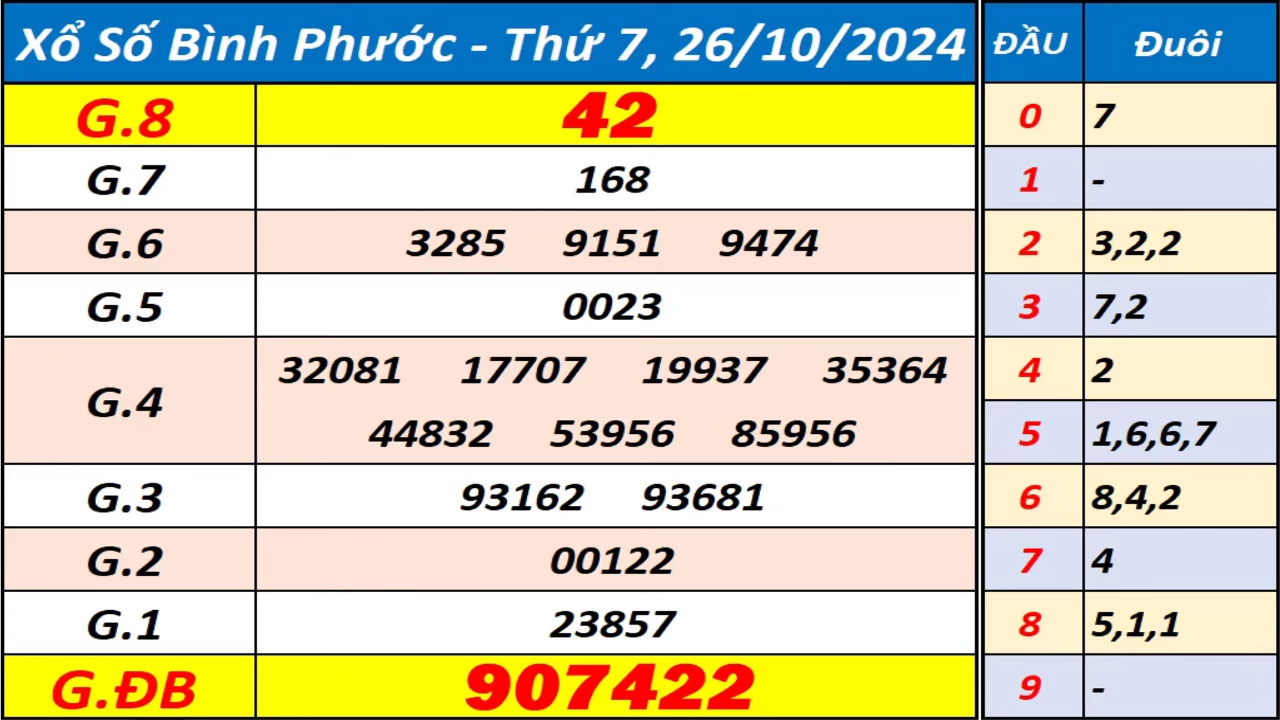 Xổ Số Bình Phước - Thứ 7, 26/10/2024 ĐẦU Đuôi
G.8 42 0 7
G.7 168 1 -
G.6 3285 9151 9474 2 3,2,2
G.5 0023 3 7,2
G.4 32081 17707 19937 35364 4 2
44832 53956 85956 5 1,6,6,7
G.3 93162 93681 6 8,4,2
G.2 00122 7 4
G.1 23857 8 5,1,1
G.ĐB 907422 9 -